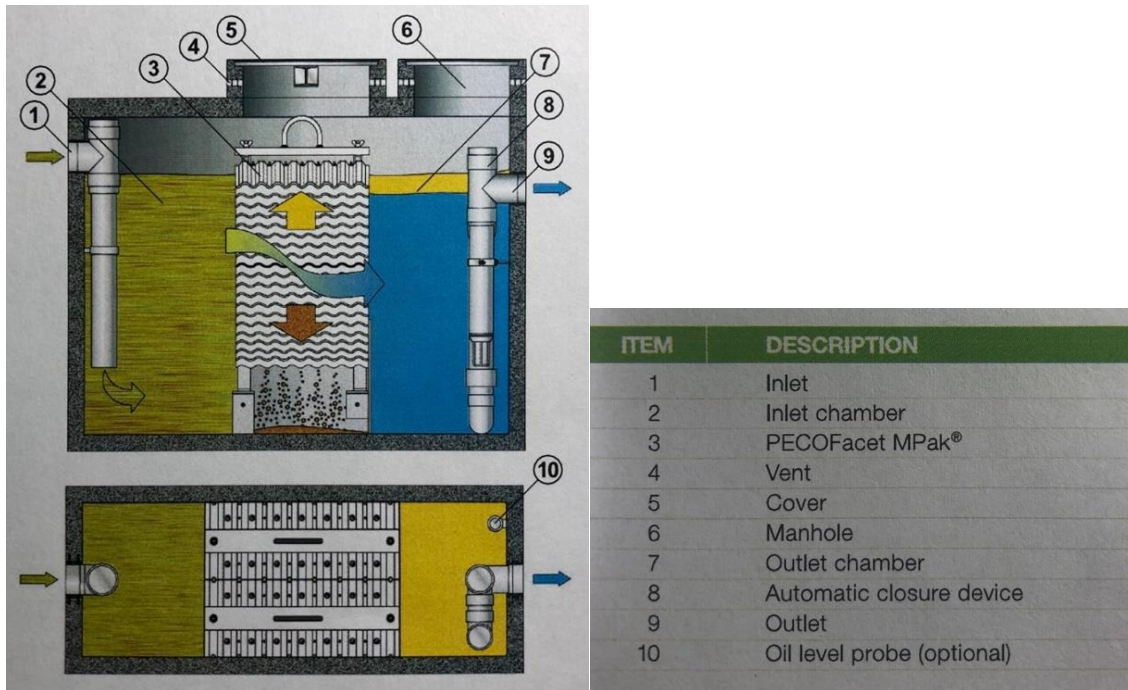 5
6
4
7
3
2
8
1
9
10
ITEM DESCRIPTION
1 Inlet
2 Inlet chamber
3 PECOFacet MPak®
4 Vent
5 Cover
6 Manhole
7 Outlet chamber
8 Automatic closure device
9 Outlet
10 Oil level probe (optional)